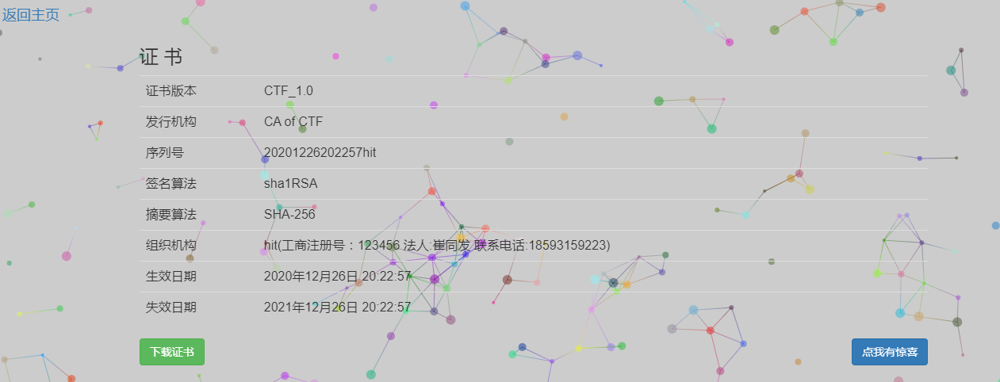 返回主页
证 书
证书版本 CTF_1.0
发行机构 CA of CTF
序列号 20201226202257hit
签名算法 sha1RSA
摘要算法 SHA-256
组织机构 hit(工商注册号：123456 法人:崔同发 联系电话:18593159223)
生效日期 2020年12月26日 20:22:57
失效日期 2021年12月26日 20:22:57
下载证书 点我有惊喜